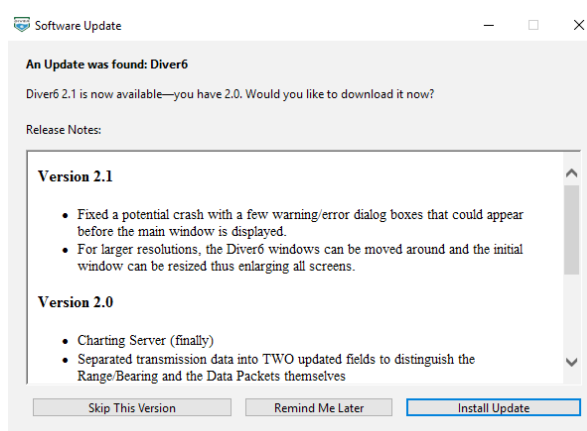 Software Update
An Update was found: Diver6
Diver6 2.1 is now available—you have 2.0. Would you like to download it now?
Release Notes:
Version 2.1
• Fixed a potential crash with a few warning/error dialog boxes that could appear
before the main window is displayed.
• For larger resolutions, the Diver6 windows can be moved around and the initial
window can be resized thus enlarging all screens.
Version 2.0
• Charting Server (finally)
• Separated transmission data into TWO updated fields to distinguish the
Range/Bearing and the Data Packets themselves
Skip This Version
Remind Me Later
Install Update